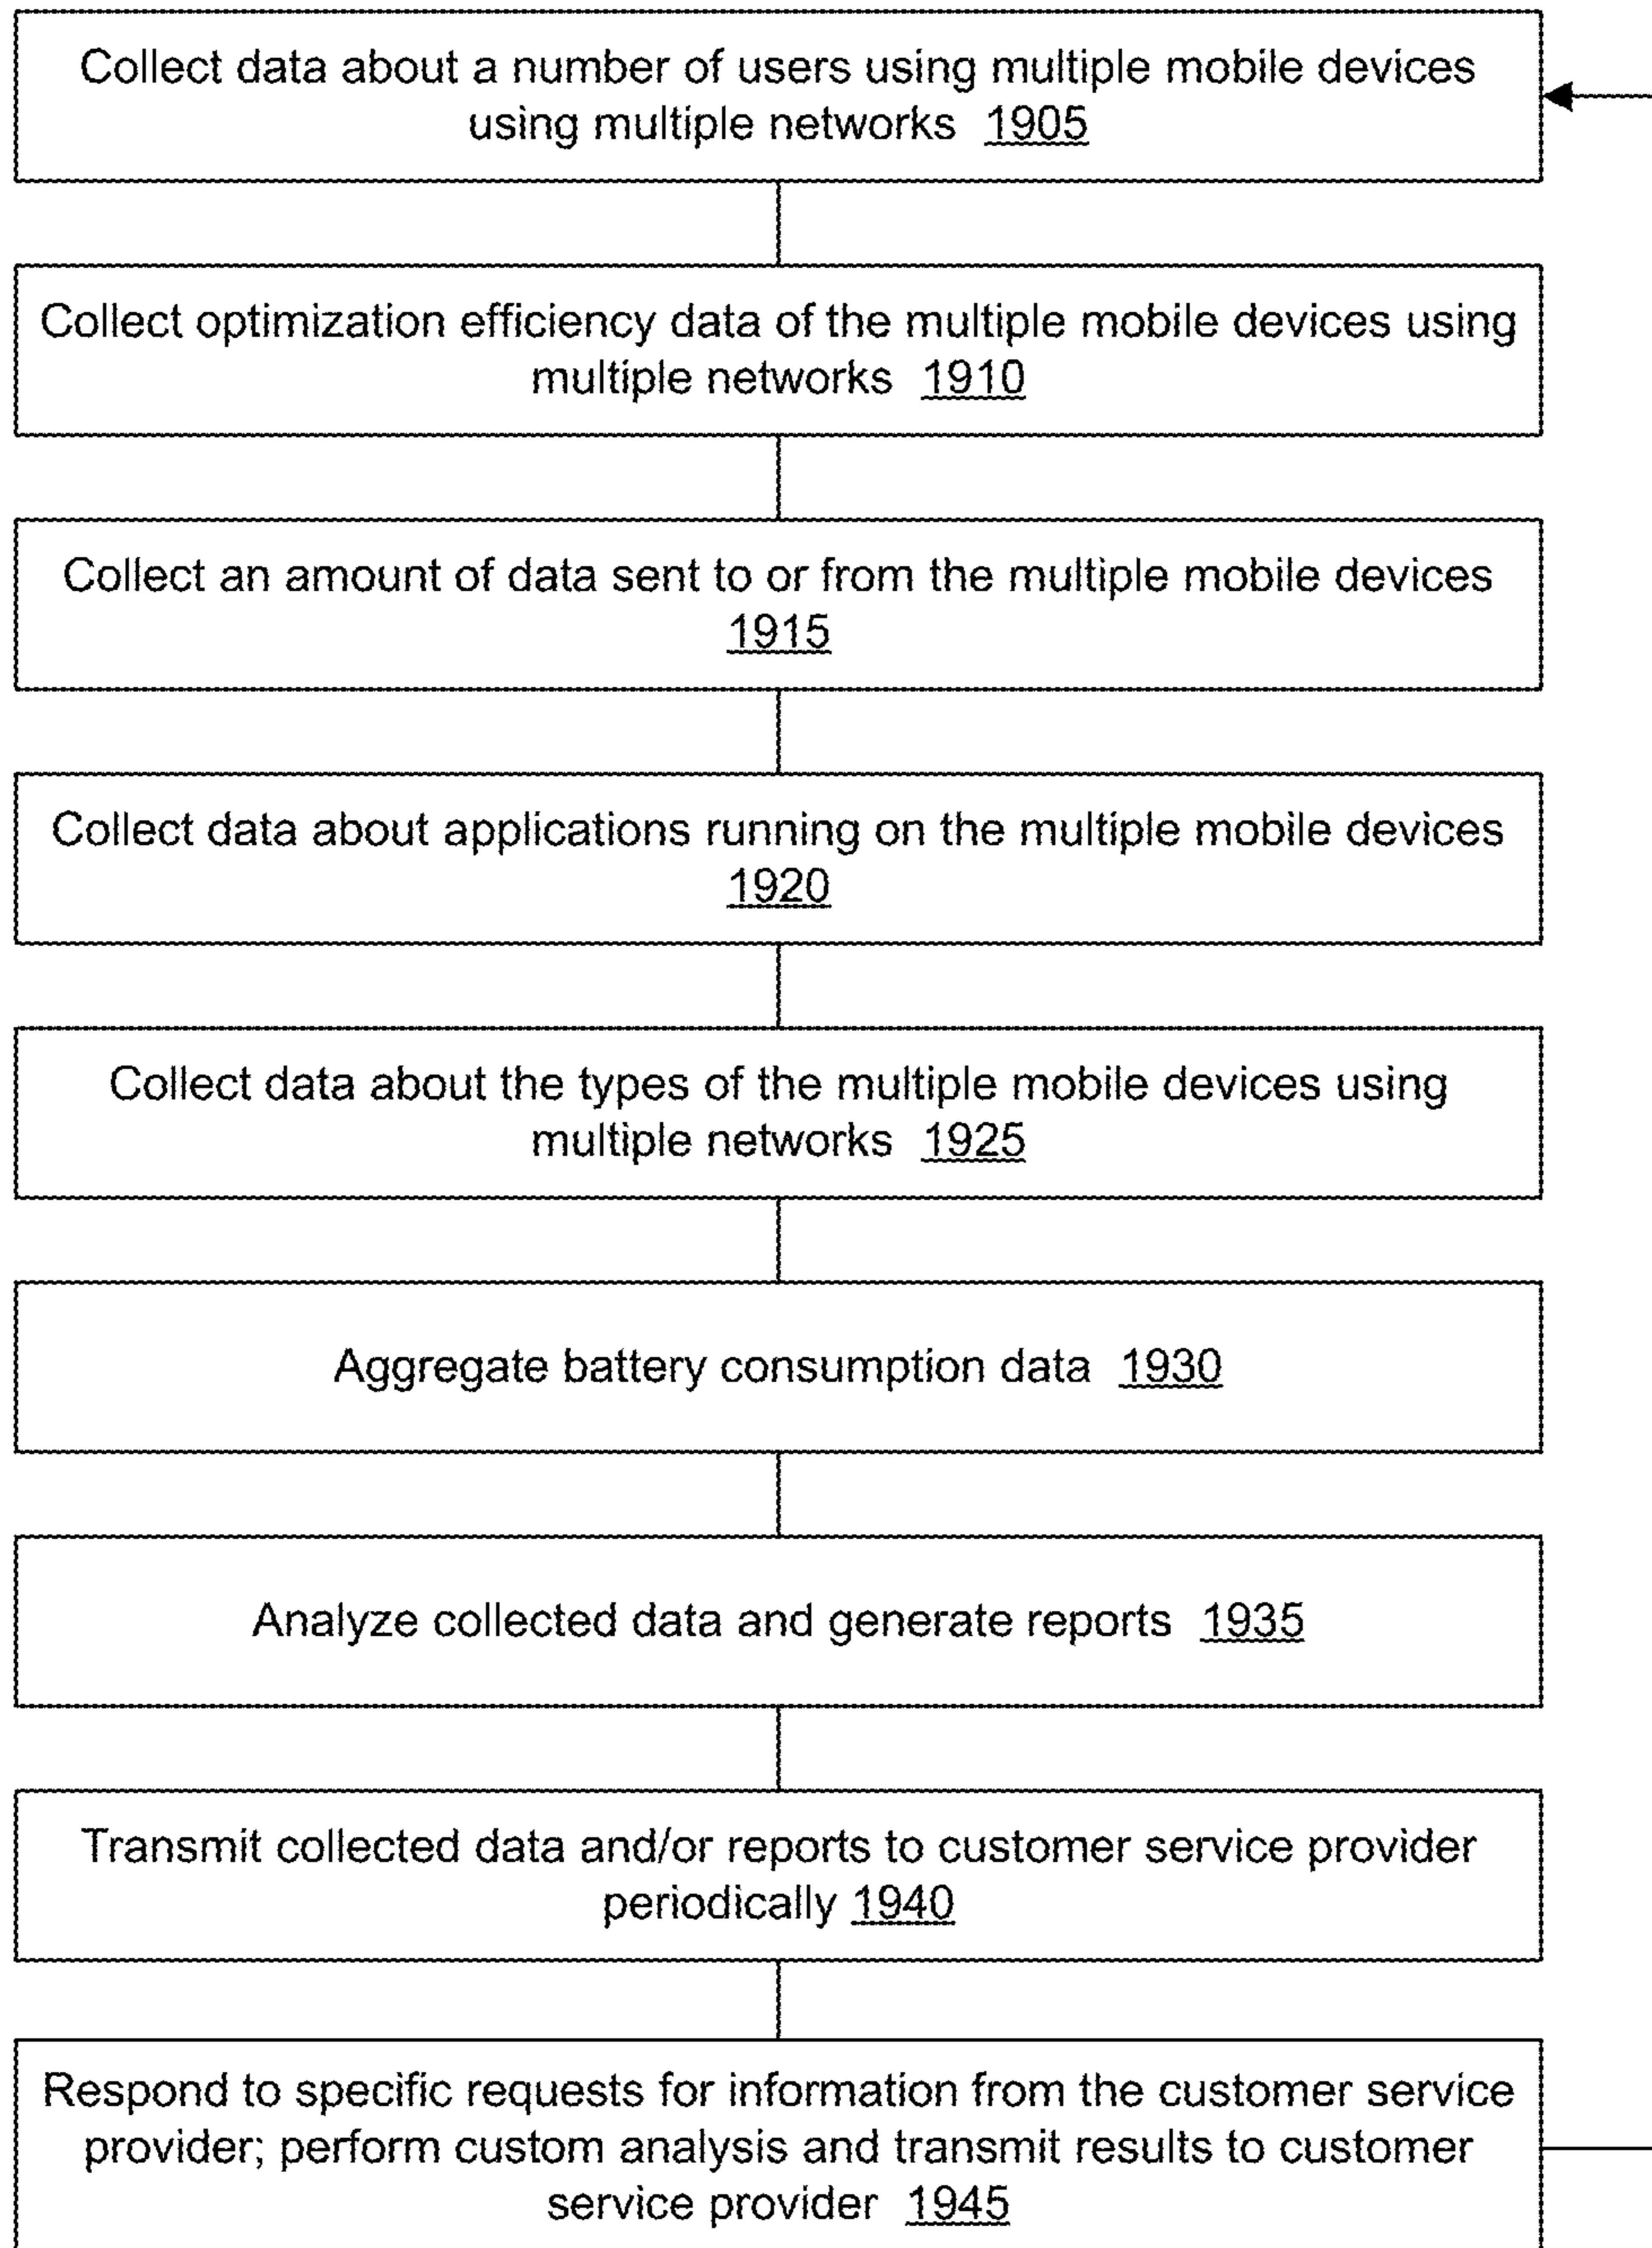 Collect data about a number of users using multiple mobile devices
using multiple networks 1905
Collect optimization efficiency data of the multiple mobile devices using
multiple networks 1910
Collect an amount of data sent to or from the multiple mobile devices
1915
Collect data about applications running on the multiple mobile devices
1920
Collect data about the types of the multiple mobile devices using
multiple networks 1925
Aggregate battery consumption data 1930
Analyze collected data and generate reports 1935
Transmit collected data and/or reports to customer service provider
periodically 1940
Respond to specific requests for information from the customer service
provider; perform custom analysis and transmit results to customer
service provider 1945